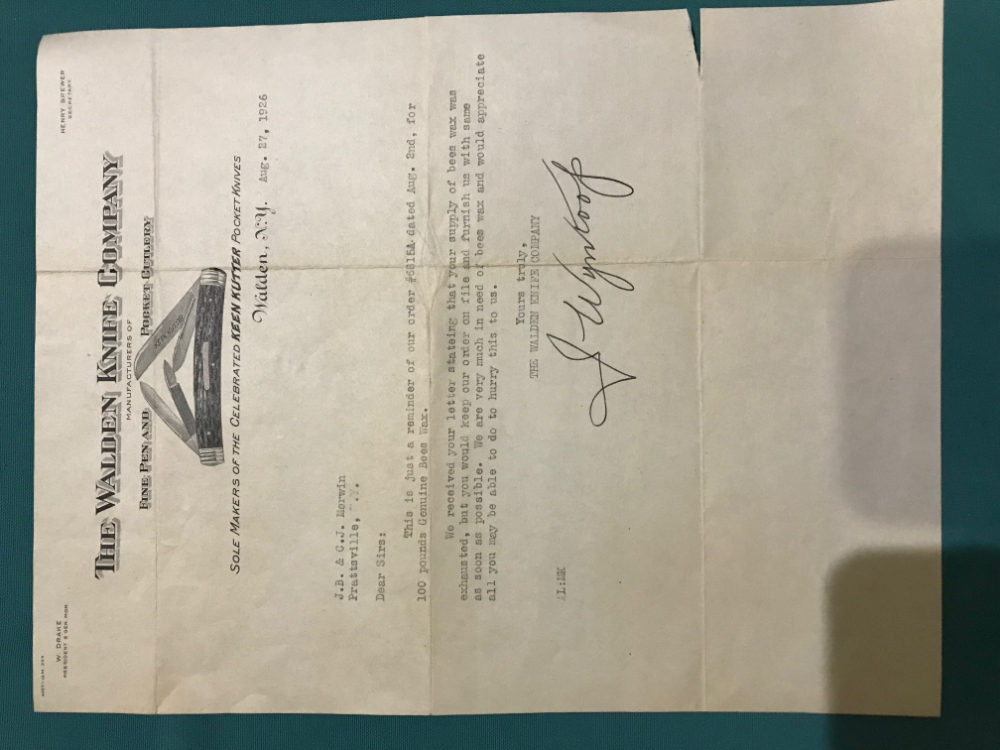 W. DRAKE
PRESIDENT & GEN. MGR.
HENRY BREWER
SECRETARY
THE WALDEN KNIFE COMPANY
MANUFACTURERS OF
FINE PEN AND POCKET CUTLERY
SOLE MAKERS OF THE CELEBRATED KEEN KUTTER POCKET KNIVES
Walden, N.Y. Aug. 27, 1926
J.B. & C.J. Morwin
Prattsville,
Dear Sirs:
This is just a reminder of our order dated Aug. 2nd, for
100 pounds Genuine Bees Wax.
We received your letter stateing that your supply of bees wax was
exhausted, but you would keep our order on file and furnish us with same
as soon as possible. We are very much in need of bees wax and would appreciate
all you may be able to do to hurry this to us.
Yours truly,
THE WALDEN KNIFE COMPANY
J Wynkoop